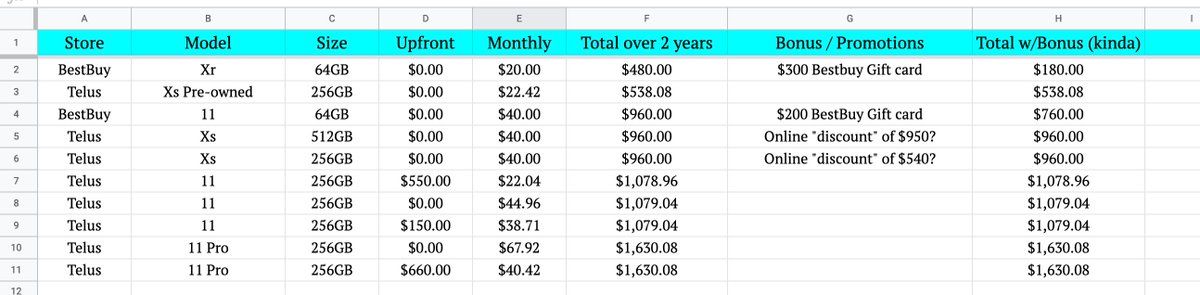 A B C D E F G H I
1 Store Model Size Upfront Monthly Total over 2 years Bonus / Promotions Total w/Bonus (kinda)
2 BestBuy Xr 64GB $0.00 $20.00 $480.00 $300 Bestbuy Gift card $180.00
3 Telus Xs Pre-owned 256GB $0.00 $22.42 $538.08 $538.08
4 BestBuy 11 64GB $0.00 $40.00 $960.00 $200 BestBuy Gift card $760.00
5 Telus Xs 512GB $0.00 $40.00 $960.00 Online "discount" of $950? $960.00
6 Telus Xs 256GB $0.00 $40.00 $960.00 Online "discount" of $540? $960.00
7 Telus 11 256GB $550.00 $22.04 $1,078.96 $1,078.96
8 Telus 11 256GB $0.00 $44.96 $1,079.04 $1,079.04
9 Telus 11 256GB $150.00 $38.71 $1,079.04 $1,079.04
10 Telus 11 Pro 256GB $0.00 $67.92 $1,630.08 $1,630.08
11 Telus 11 Pro 256GB $660.00 $40.42 $1,630.08 $1,630.08
12